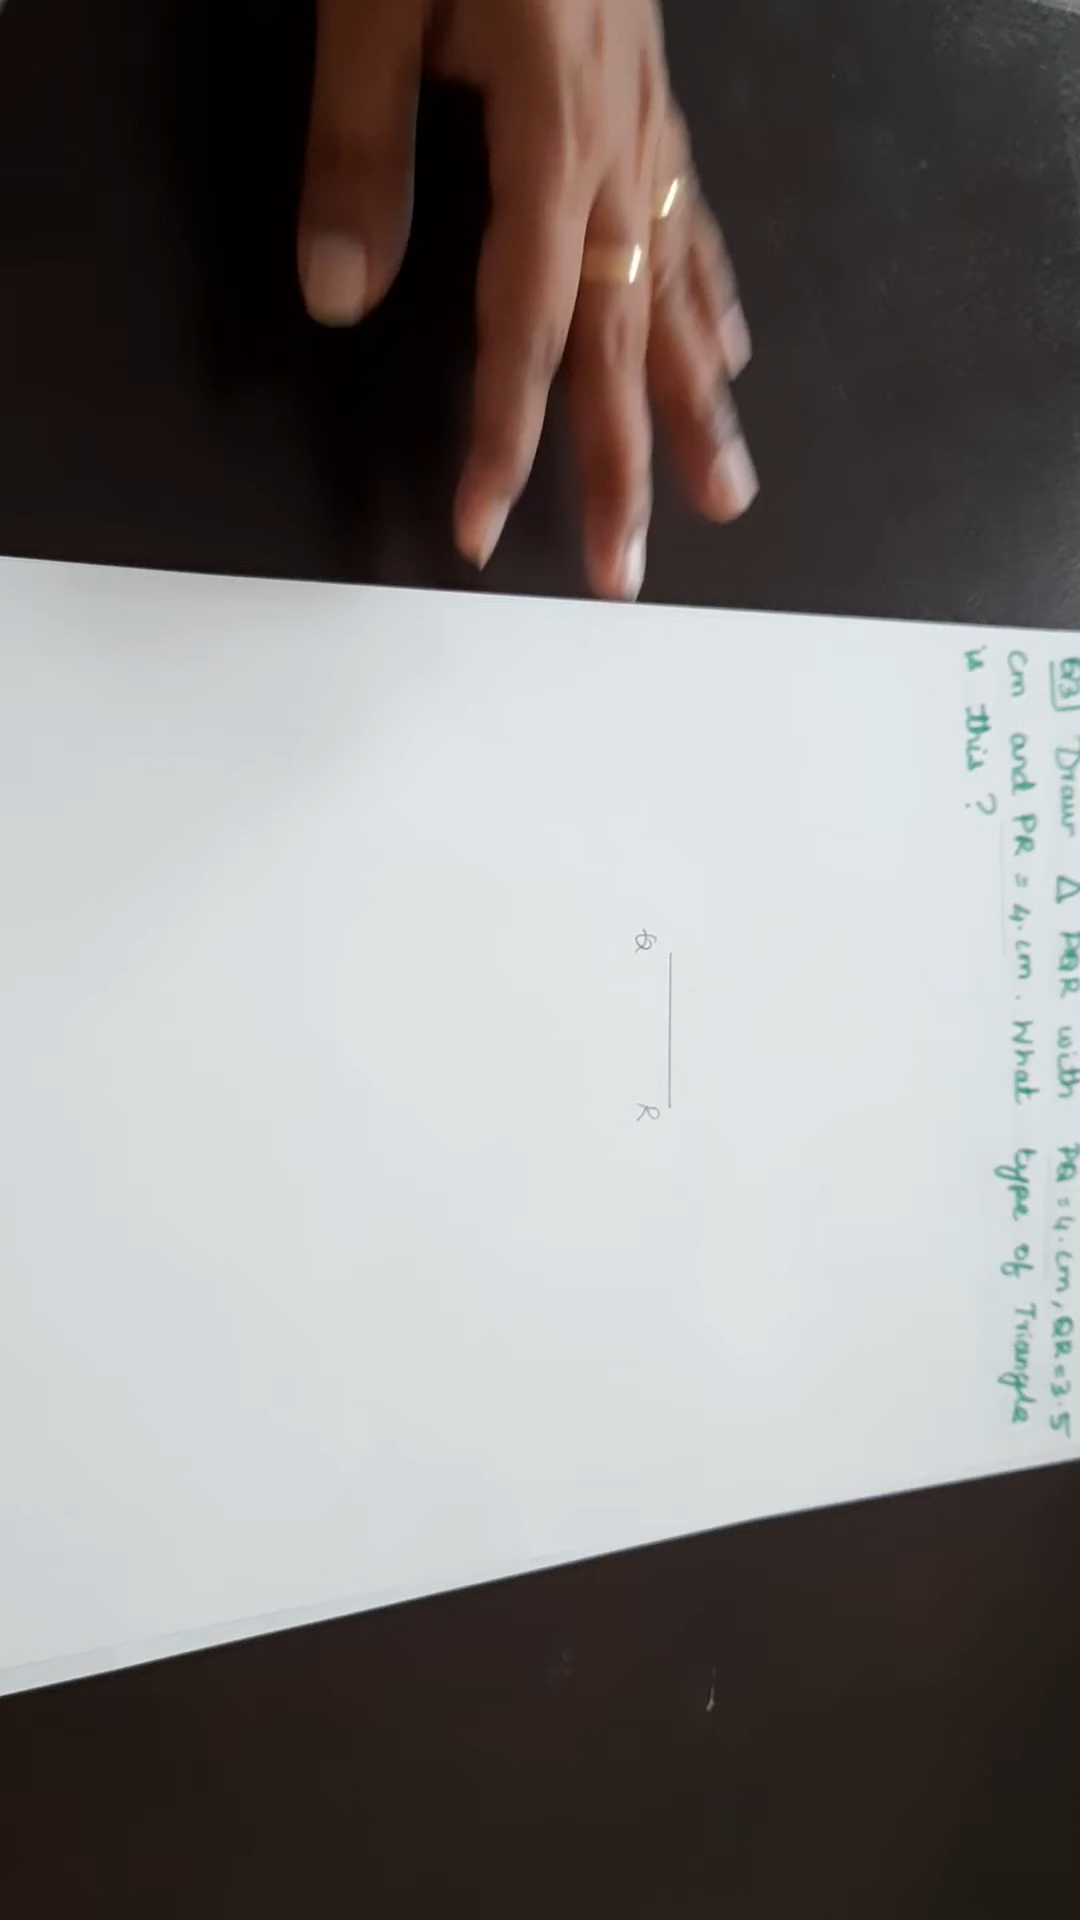 Q3 Draw Δ PQR with PQ = 4.cm, QR = 3.5
cm and PR = 4.cm. What type of Triangle
is this ?
Q R